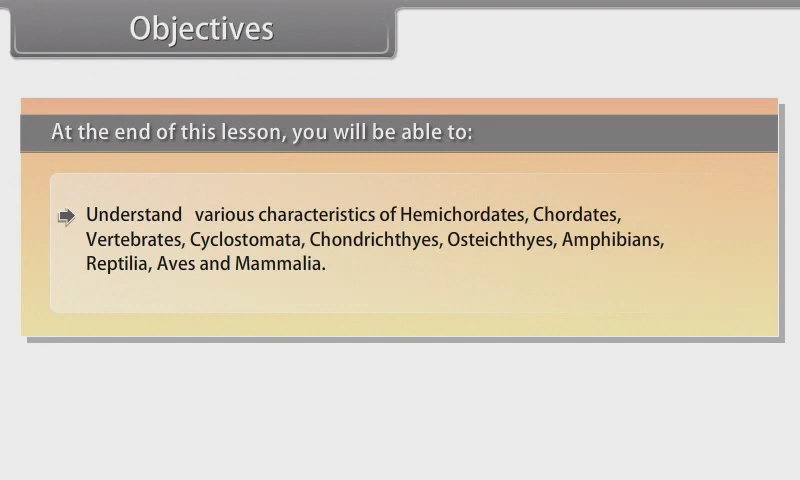 Objectives
At the end of this lesson, you will be able to:
Understand various characteristics of Hemichordates, Chordates,
Vertebrates, Cyclostomata, Chondrichthyes, Osteichthyes, Amphibians,
Reptilia, Aves and Mammalia.